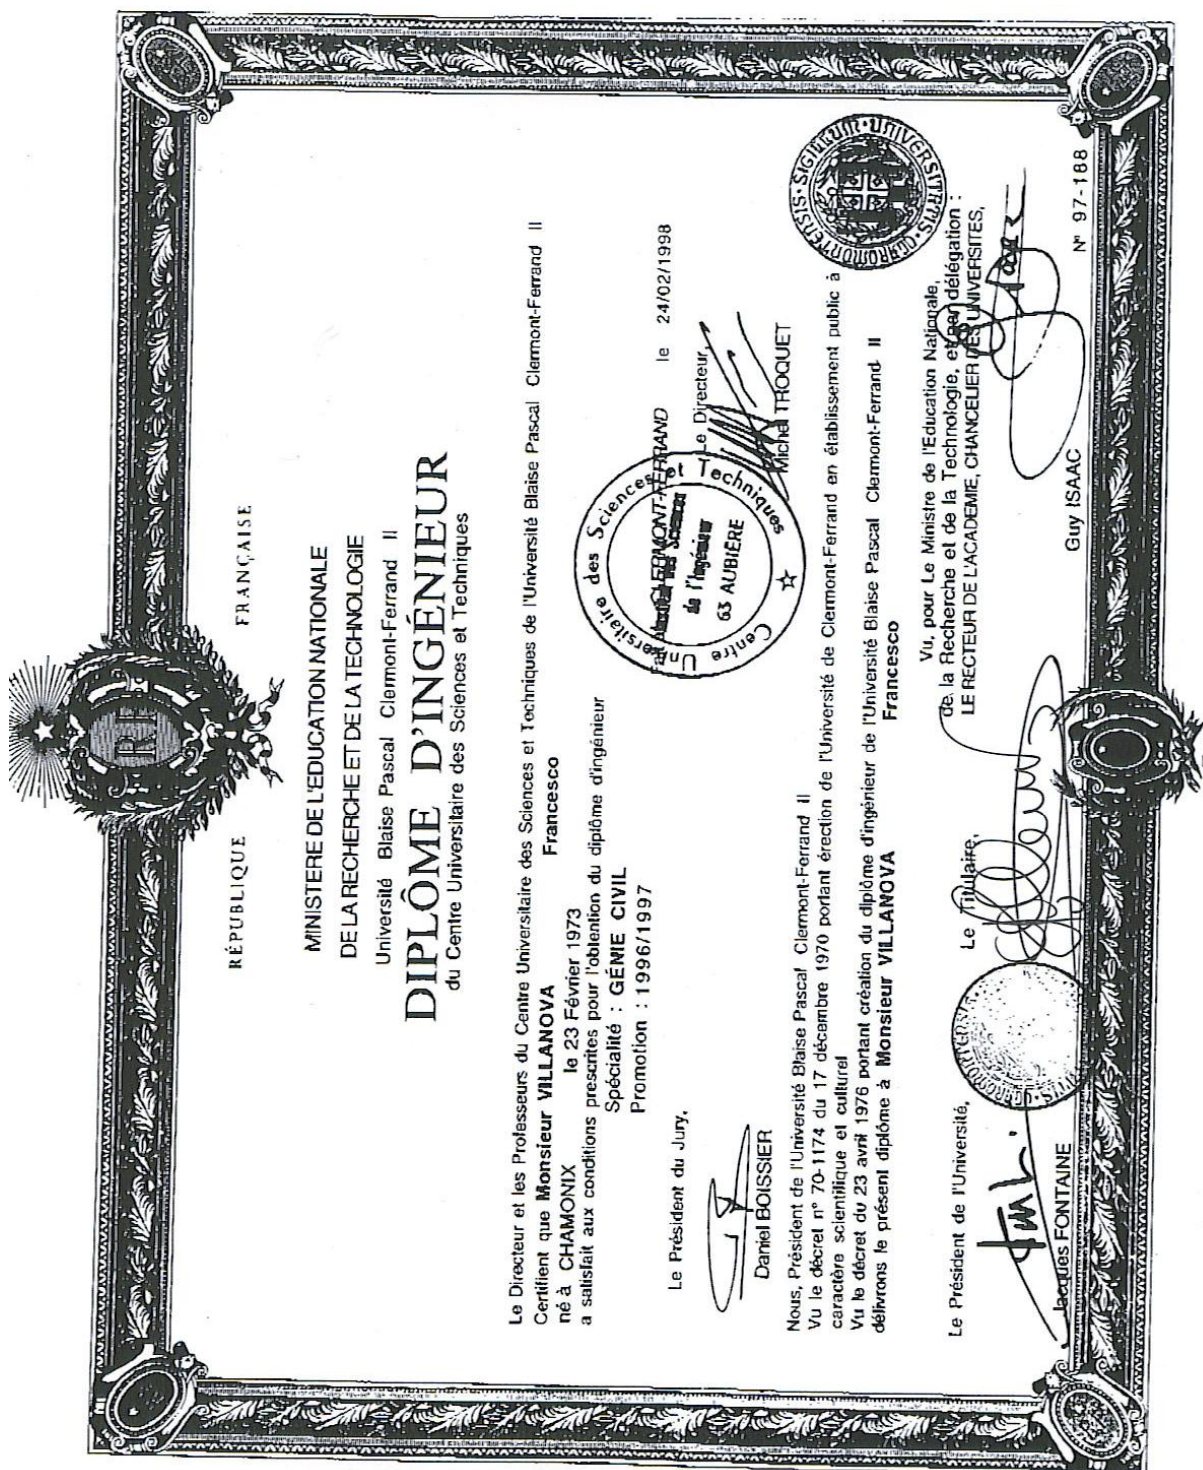 RÉPUBLIQUE FRANÇAISE
RF
MINISTERE DE L'EDUCATION NATIONALE
DE LA RECHERCHE ET DE LA TECHNOLOGIE
Université Blaise Pascal Clermont-Ferrand II
DIPLÔME D'INGÉNIEUR
du Centre Universitaire des Sciences et Techniques
Le Directeur et les Professeurs du Centre Universitaire des Sciences et Techniques de l'Université Blaise Pascal Clermont-Ferrand II
Certifient que Monsieur VILLANOVA Francesco
né à CHAMONIX le 23 Février 1973
a satisfait aux conditions prescrites pour l'obtention du diplôme d'ingénieur
Spécialité : GÉNIE CIVIL
Promotion : 1996/1997
CLERMONT-FERRAND le 24/02/1998
Le Président du Jury,
Le Directeur,
Centre Universitaire des Sciences et Techniques
des Sciences
de l'Ingénieur
63 AUBIÈRE
Daniel BOISSIER
Michel TROQUET
Nous, Président de l'Université Blaise Pascal Clermont-Ferrand II
Vu le décret n° 70-1174 du 17 décembre 1970 portant érection de l'Université de Clermont-Ferrand en établissement public à
caractère scientifique et culturel
Vu le décret du 23 avril 1976 portant création du diplôme d'ingénieur de l'Université Blaise Pascal Clermont-Ferrand II
délivrons le présent diplôme à Monsieur VILLANOVA Francesco
SIGILLUM UNIVERSITATIS CLAROMONTENSIS
Vu, pour Le Ministre de l'Education Nationale,
de la Recherche et de la Technologie, et par délégation :
LE RECTEUR DE L'ACADEMIE, CHANCELIER DES UNIVERSITES,
Le Président de l'Université,
Le Titulaire,
Jacques FONTAINE
Guy ISAAC
N° 97-188